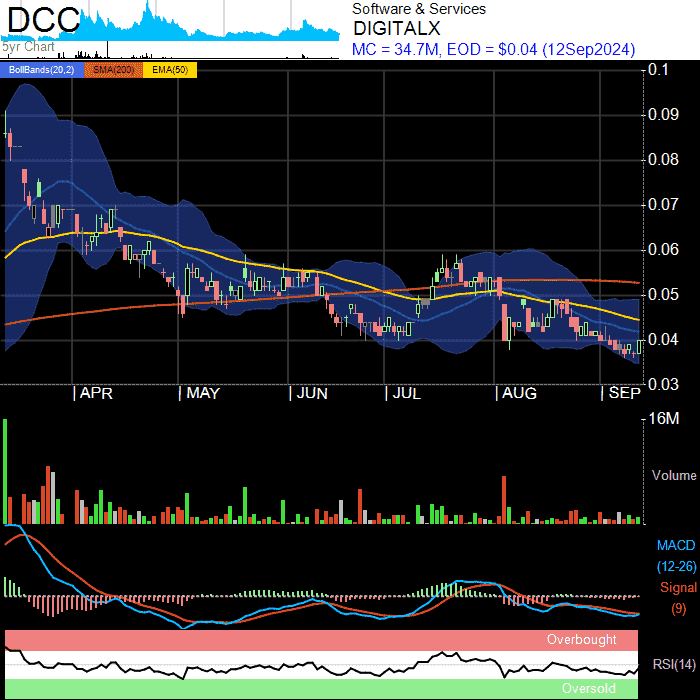 DCC
5yr Chart
Software & Services
DIGITALX
MC = 34.7M, EOD = $0.04 (12Sep2024)
BollBands(20,2) SMA(200) EMA(50)
0.1
0.09
0.08
0.07
0.06
0.05
0.04
0.03
APR MAY JUN JUL AUG SEP
16M
Volume
MACD
(12-26)
Signal
(9)
Overbought
RSI(14)
Oversold